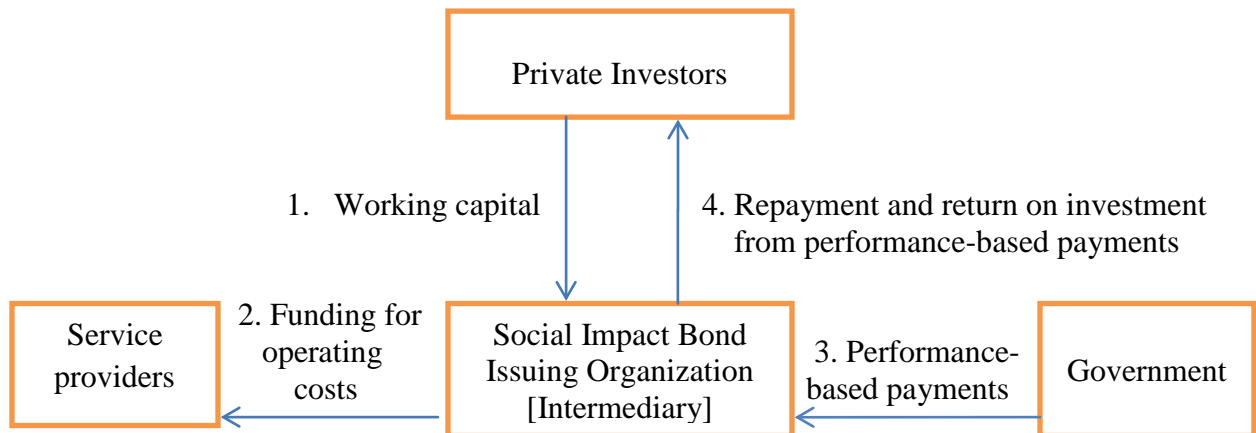 Private Investors
1. Working capital
4. Repayment and return on investment
from performance-based payments
Service
providers
2. Funding for
operating
costs
Social Impact Bond
Issuing Organization
[Intermediary]
3. Performance-
based payments
Government